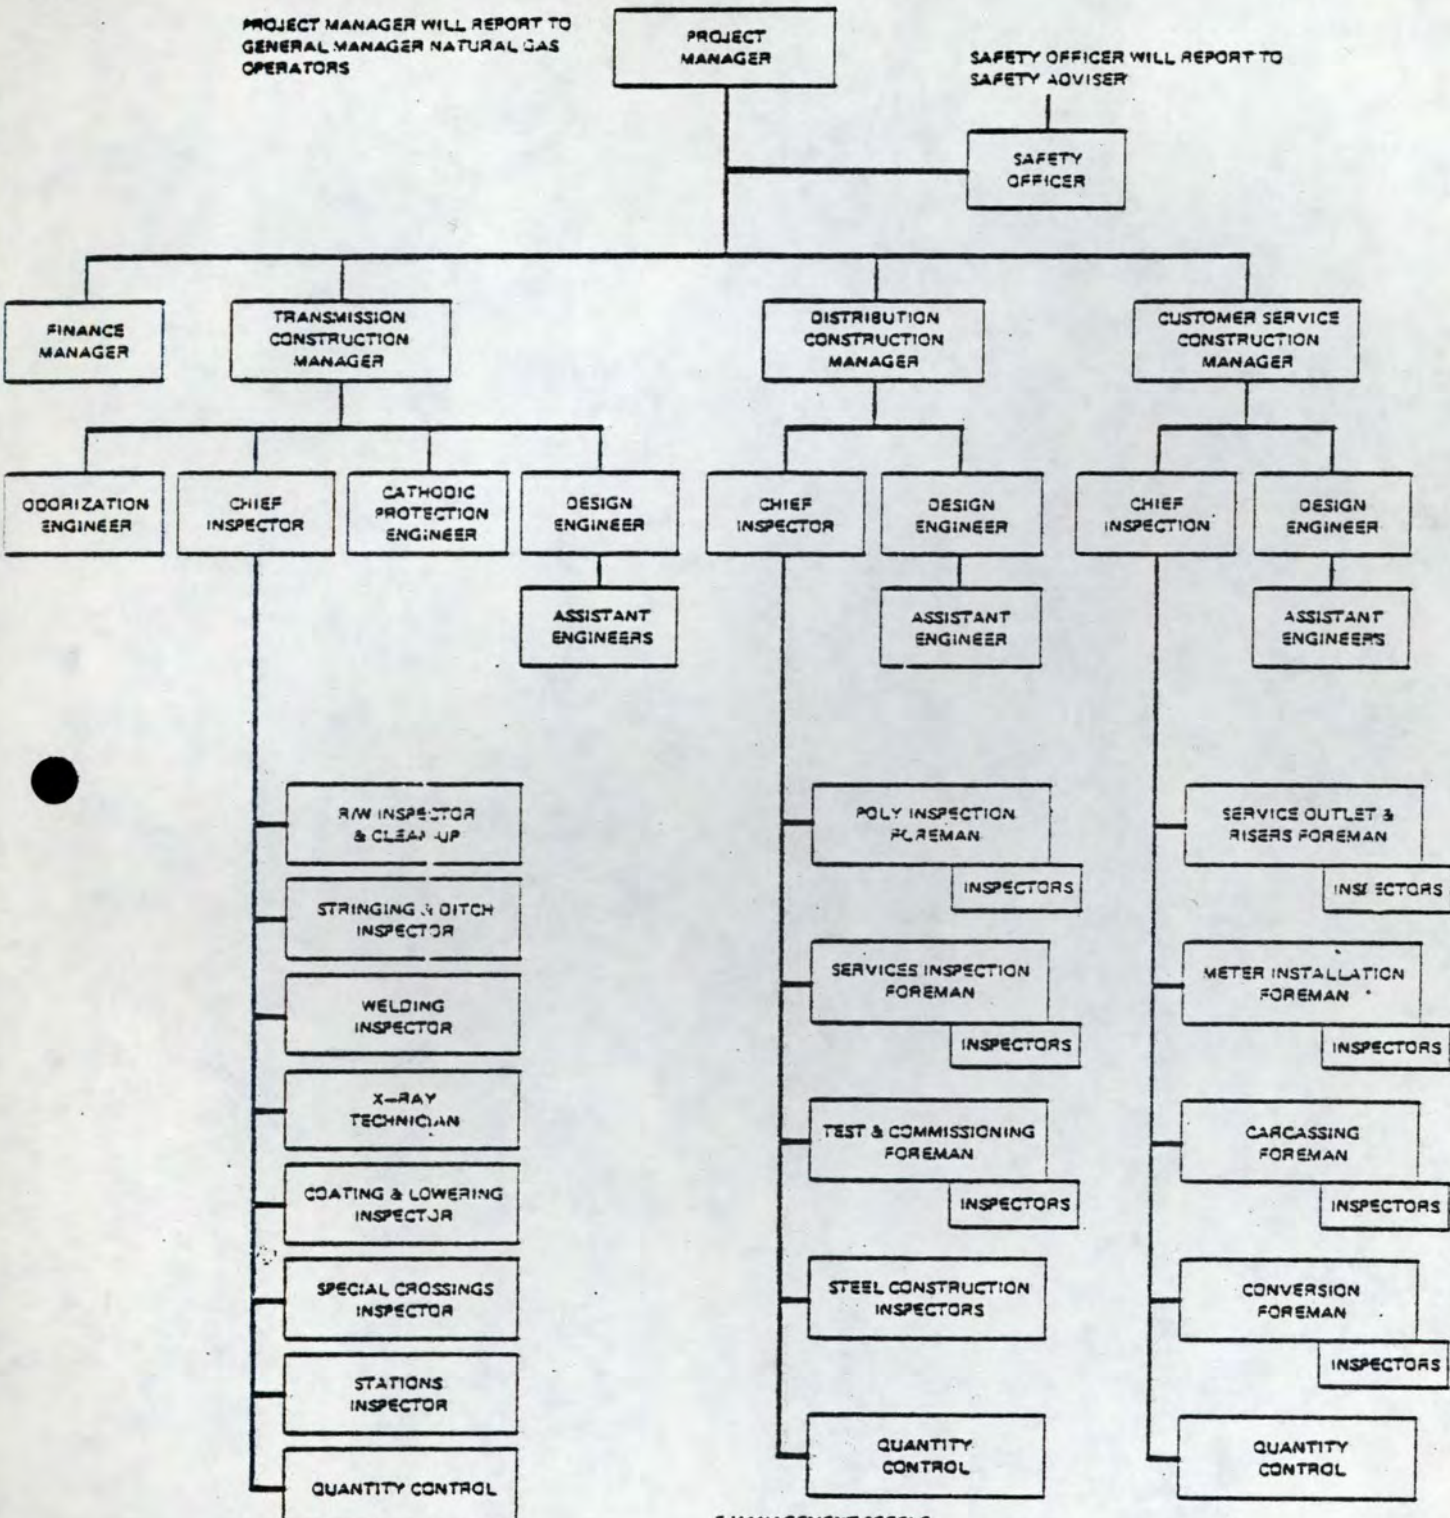 PROJECT MANAGER WILL REPORT TO
GENERAL MANAGER NATURAL GAS
OPERATORS
PROJECT
MANAGER
SAFETY OFFICER WILL REPORT TO
SAFETY ADVISER
SAFETY
OFFICER
FINANCE
MANAGER
TRANSMISSION
CONSTRUCTION
MANAGER
DISTRIBUTION
CONSTRUCTION
MANAGER
CUSTOMER SERVICE
CONSTRUCTION
MANAGER
ODORIZATION
ENGINEER
CHIEF
INSPECTOR
CATHODIC
PROTECTION
ENGINEER
DESIGN
ENGINEER
CHIEF
INSPECTOR
DESIGN
ENGINEER
CHIEF
INSPECTION
DESIGN
ENGINEER
ASSISTANT
ENGINEERS
ASSISTANT
ENGINEER
ASSISTANT
ENGINEERS
R/W INSPECTOR
& CLEAN-UP
STRINGING & DITCH
INSPECTOR
WELDING
INSPECTOR
X-RAY
TECHNICIAN
COATING & LOWERING
INSPECTOR
SPECIAL CROSSINGS
INSPECTOR
STATIONS
INSPECTOR
QUANTITY CONTROL
POLY INSPECTION
FOREMAN
INSPECTORS
SERVICES INSPECTION
FOREMAN
INSPECTORS
TEST & COMMISSIONING
FOREMAN
INSPECTORS
STEEL CONSTRUCTION
INSPECTORS
QUANTITY
CONTROL
SERVICE OUTLET &
RISERS FOREMAN
INSPECTORS
METER INSTALLATION
FOREMAN
INSPECTORS
CARCASSING
FOREMAN
INSPECTORS
CONVERSION
FOREMAN
INSPECTORS
QUANTITY
CONTROL